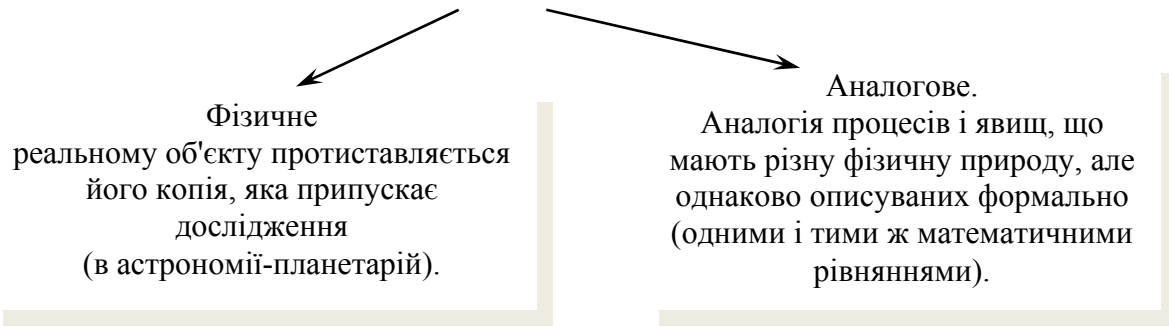 Фізичне
реальному об'єкту протиставляється
його копія, яка припускає
дослідження
(в астрономії-планетарій).
Аналогове.
Аналогія процесів і явищ, що
мають різну фізичну природу, але
однаково описуваних формально
(одними і тими ж математичними
рівняннями).